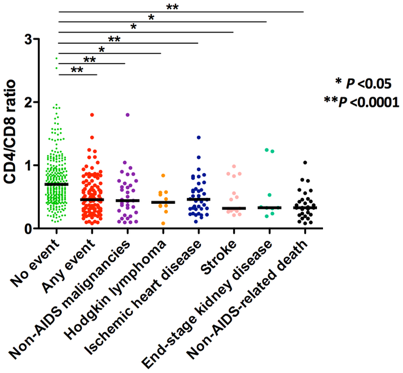 **
*
*
**
*
**
**
* P <0.05
**P <0.0001
CD4/CD8 ratio
3
2
1
0
No event
Any event
Non-AIDS malignancies
Hodgkin lymphoma
Ischemic heart disease
Stroke
End-stage kidney disease
Non-AIDS-related death